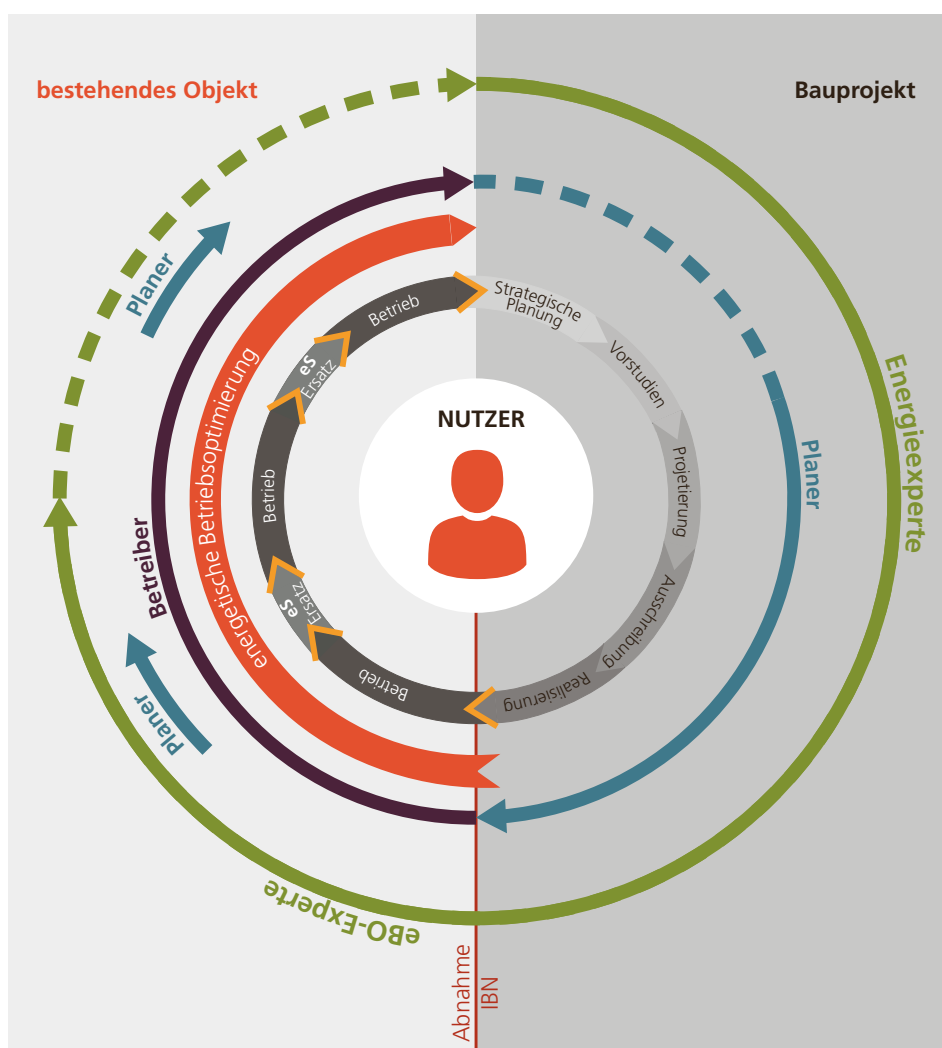 bestehendes Objekt
Bauprojekt
Energieexperte
eBO-Experte
Planer
Planer
Planer
Betreiber
energetische Betriebsoptimierung
Strategische
Planung
Vorstudien
Projetierung
Ausschreibung
Realisierung
Betrieb
eS
Ersatz
Betrieb
eS
Ersatz
Betrieb
NUTZER
Abnahme
IBN